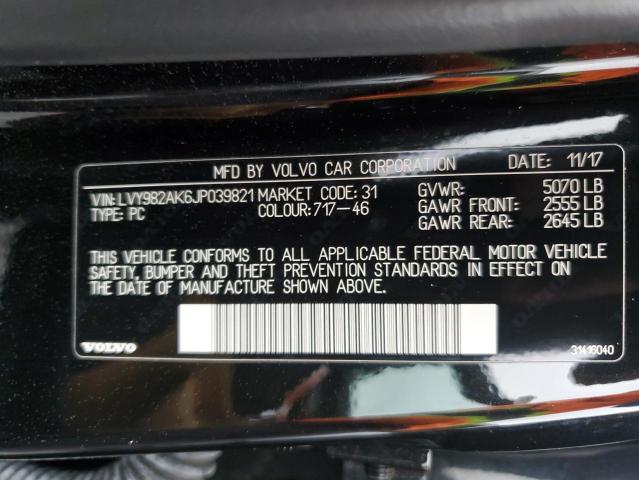 MFD BY VOLVO CAR CORPORATION DATE: 11/17
VIN: LVY982AK6JP039821 MARKET CODE: 31 GVWR: 5070 LB
TYPE: PC COLOUR: 717-46 GAWR FRONT: 2555 LB
GAWR REAR: 2645 LB
THIS VEHICLE CONFORMS TO ALL APPLICABLE FEDERAL MOTOR VEHICLE
SAFETY, BUMPER AND THEFT PREVENTION STANDARDS IN EFFECT ON
THE DATE OF MANUFACTURE SHOWN ABOVE.
VOLVO 31416040